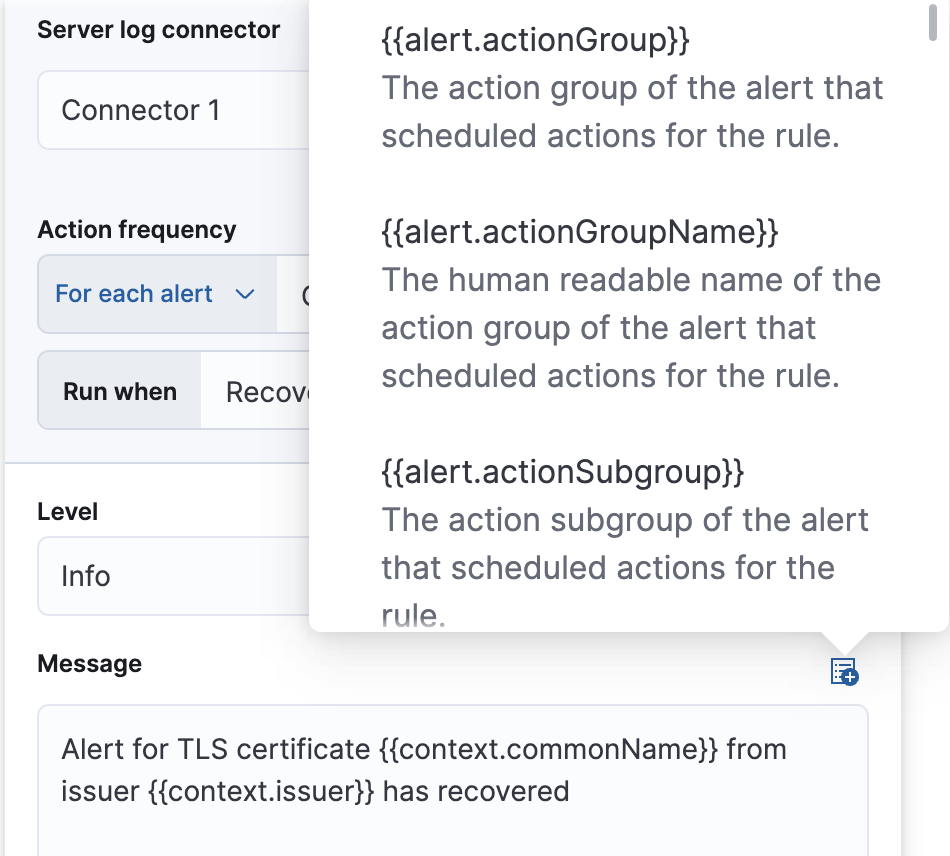 Server log connector
Connector 1
Action frequency
For each alert
Run when
Level
Info
{{alert.actionGroup}}
The action group of the alert that
scheduled actions for the rule.
{{alert.actionGroupName}}
The human readable name of the
action group of the alert that
scheduled actions for the rule.
{{alert.actionSubgroup}}
The action subgroup of the alert
that scheduled actions for the
rule.
Message
Alert for TLS certificate {{context.commonName}} from
issuer {{context.issuer}} has recovered